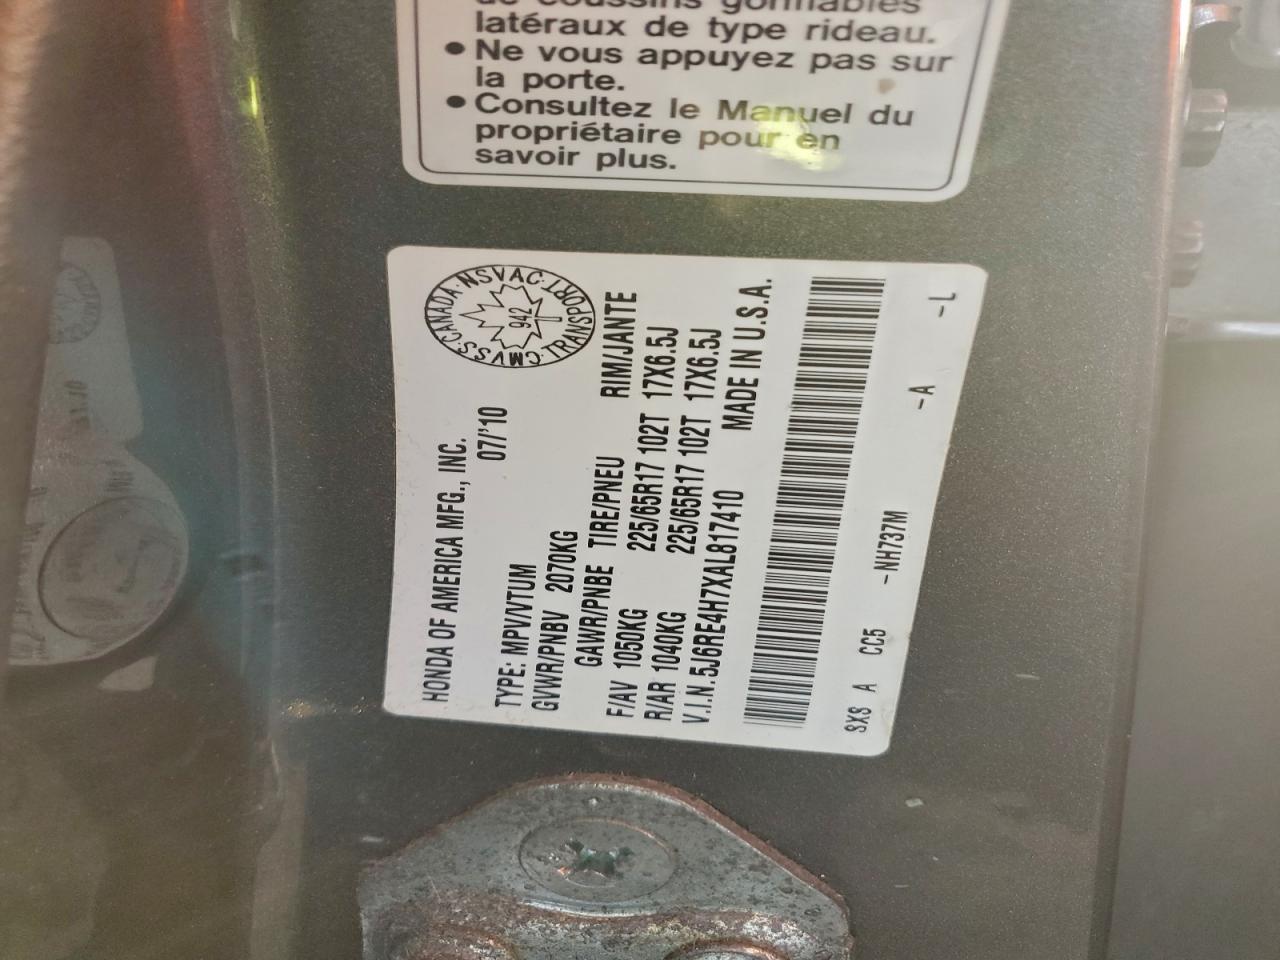 de coussins gonflables
latéraux de type rideau.
• Ne vous appuyez pas sur
la porte.
• Consultez le Manuel du
propriétaire pour en
savoir plus.
HONDA OF AMERICA MFG., INC.
07/'10
CMVSS·CANADA·NSVAC·TRANSPORT
942
TYPE: MPV/VTUM
GVWR/PNBV 2070KG
GAWR/PNBE TIRE/PNEU RIM/JANTE
F/AV 1050KG 225/65R17 102T 17X6.5J
R/AR 1040KG 225/65R17 102T 17X6.5J
V.I.N.5J6RE4H7XAL817410 MADE IN U.S.A.
SXS A CC5 -NH737M -A -L